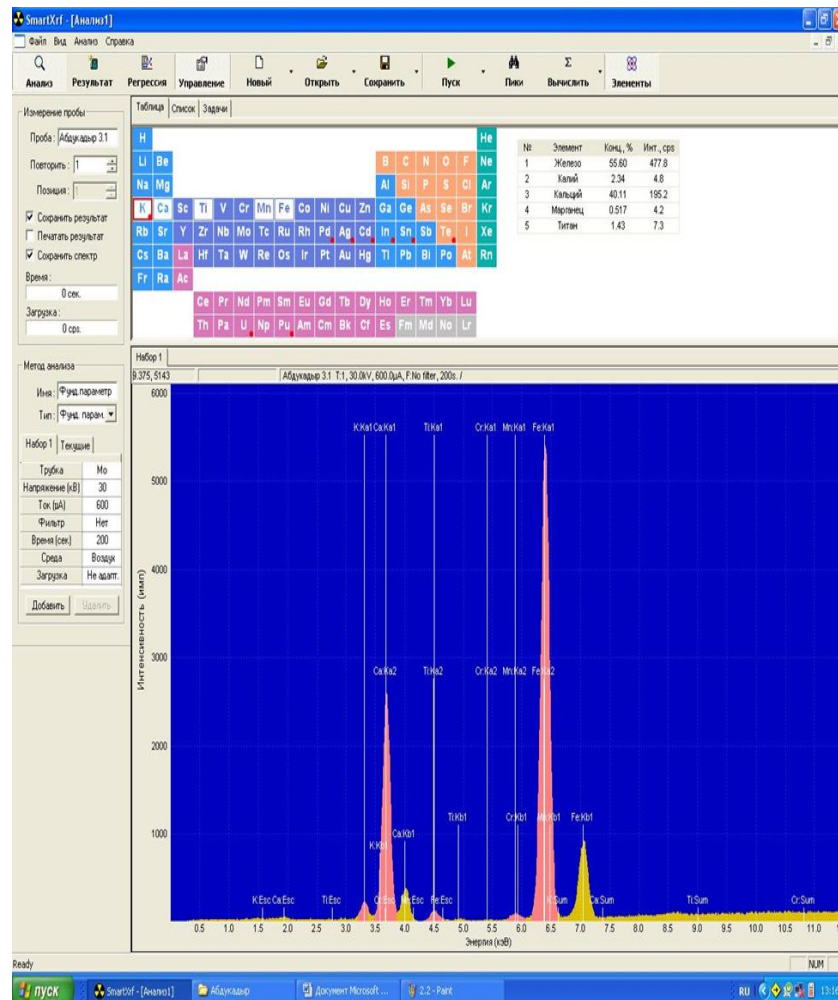 SmartXrf - [Анализ1]
Файл Вид Анализ Справка
Анализ Результат Регрессия Управление Новый Открыть Сохранить Пуск Пики Вычислить Элементы
Измерение пробы
Проба: Абдукадыр 3.1
Повторить: 1
Позиция: 1
Сохранить результат
Печатать результат
Сохранить спектр
Время:
0 сек.
Загрузка:
0 cps.
Метод анализа
Имя: Фунд.параметр
Тип: Фунд. парам.
Набор 1 Текущие
Трубка Mo
Напряжение (кВ) 30
Ток (µA) 600
Фильтр Нет
Время (сек.) 200
Среда Воздух
Загрузка Не адапт.
Добавить Удалить
Таблица Список Задачи
H He
Li Be B C N O F Ne
Na Mg Al Si P S Cl Ar
K Ca Sc Ti V Cr Mn Fe Co Ni Cu Zn Ga Ge As Se Br Kr
Rb Sr Y Zr Nb Mo Tc Ru Rh Pd Ag Cd In Sn Sb Te I Xe
Cs Ba La Hf Ta W Re Os Ir Pt Au Hg Tl Pb Bi Po At Rn
Fr Ra Ac
Ce Pr Nd Pm Sm Eu Gd Tb Dy Ho Er Tm Yb Lu
Th Pa U Np Pu Am Cm Bk Cf Es Fm Md No Lr
№ Элемент Конц., % Инт., cps
1 Железо 55.60 477.8
2 Калий 2.34 4.8
3 Кальций 40.11 195.2
4 Марганец 0.517 4.2
5 Титан 1.43 7.3
Набор 1
9.375, 5143 Абдукадыр 3.1 T:1, 30.0kV, 600.0µA, F:No filter, 200s. /
6000
K:Ka1 Ca:Ka1 Ti:Ka1 Cr:Ka1 Mn:Ka1 Fe:Ka1
5000
4000
Интенсивность (имп)
3000
Ca:Ka2 Ti:Ka2 Cr:Ka2 Mn:Ka2 Fe:Ka2
2000
Ti:Kb1 Cr:Kb1 Mn:Kb1 Fe:Kb1
1000
K:Kb1 Ca:Kb1
K:Esc Ca:Esc Ti:Esc Cr:Esc Mn:Esc Fe:Esc K:Sum Ca:Sum Ti:Sum Cr:Sum
0.5 1.0 1.5 2.0 2.5 3.0 3.5 4.0 4.5 5.0 5.5 6.0 6.5 7.0 7.5 8.0 8.5 9.0 9.5 10.0 10.5 11.0
Энергия (кэВ)
Ready NUM
пуск SmartXrf - [Анализ1] Абдукадыр Документ Microsoft ... 2.2 - Paint RU